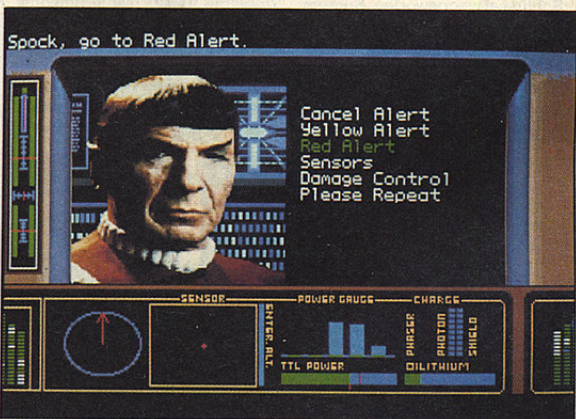 Spock, go to Red Alert.
Cancel Alert
Yellow Alert
Red Alert
Sensors
Damage Control
Please Repeat
SENSOR
POWER GAUGE
CHARGE
ENTER. ALT.
PHASER
PHOTON
SHIELD
TTL POWER
DILITHIUM